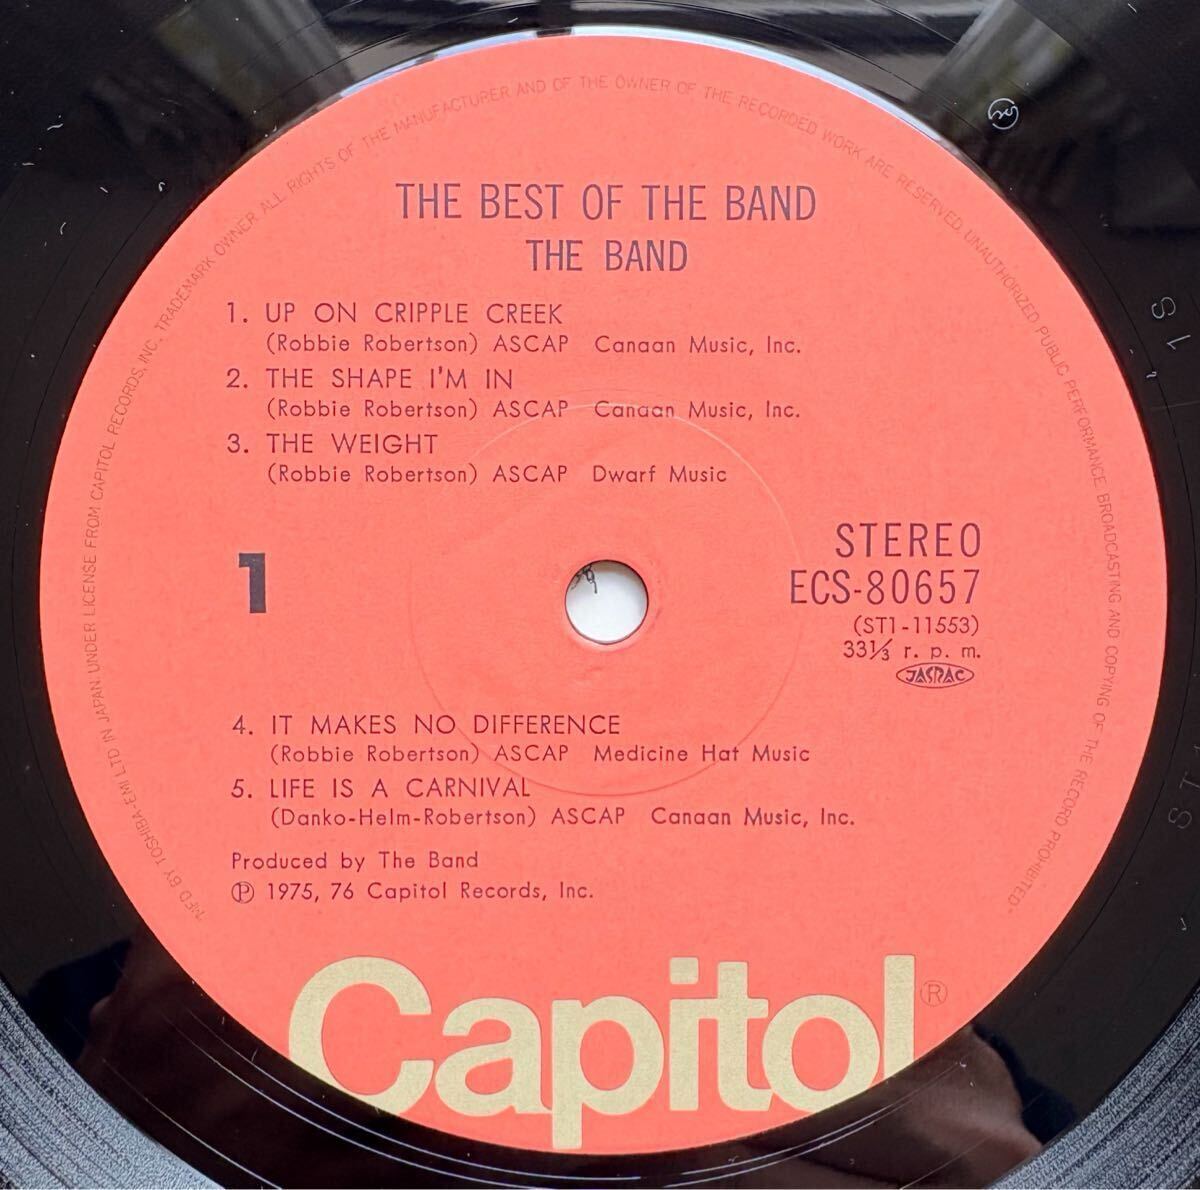 MF'D BY TOSHIBA-EMI LTD IN JAPAN UNDER LICENSE FROM CAPITOL RECORDS, INC. TRADEMARK OWNER ALL RIGHTS OF THE MANUFACTURER AND OF THE OWNER OF THE RECORDED WORK ARE RESERVED. UNAUTHORIZED PUBLIC PERFORMANCE BROADCASTING AND COPYING OF THE RECORD PROHIBITED
THE BEST OF THE BAND
THE BAND
1. UP ON CRIPPLE CREEK
(Robbie Robertson) ASCAP Canaan Music, Inc.
2. THE SHAPE I'M IN
(Robbie Robertson) ASCAP Canaan Music, Inc.
3. THE WEIGHT
(Robbie Robertson) ASCAP Dwarf Music
1
STEREO
ECS-80657
(ST1-11553)
33⅓ r. p. m.
JASRAC
4. IT MAKES NO DIFFERENCE
(Robbie Robertson) ASCAP Medicine Hat Music
5. LIFE IS A CARNIVAL
(Danko-Helm-Robertson) ASCAP Canaan Music, Inc.
Produced by The Band
Ⓟ 1975, 76 Capitol Records, Inc.
Capitol®